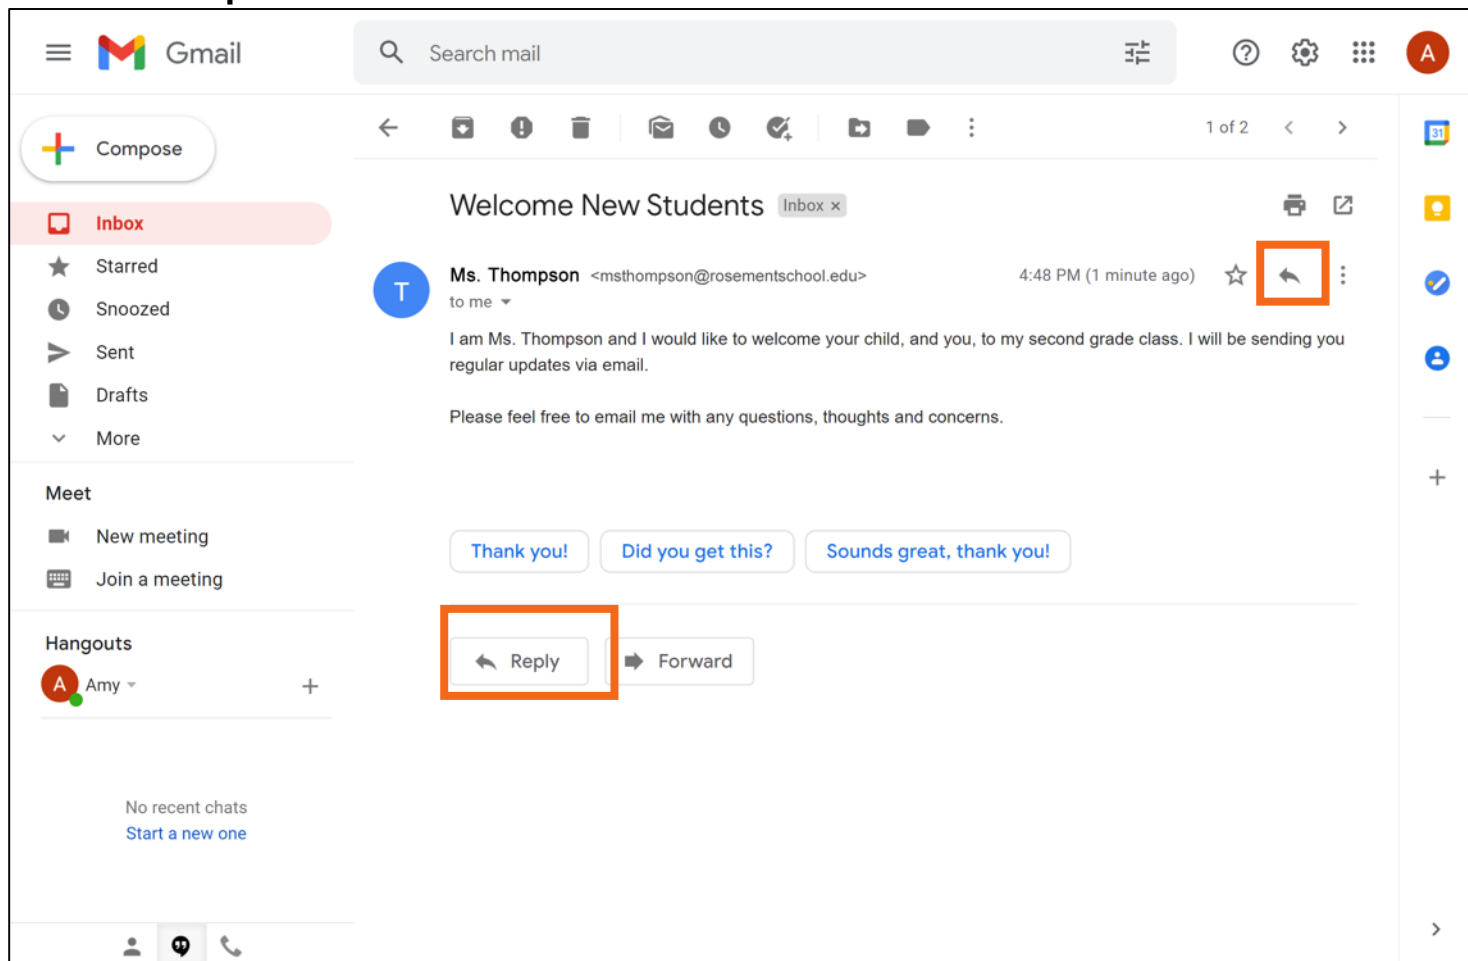 Gmail
Search mail
A
Compose
1 of 2
31
Inbox
Starred
Snoozed
Sent
Drafts
More
Welcome New Students Inbox ×
T
Ms. Thompson <msthompson@rosementschool.edu> 4:48 PM (1 minute ago)
to me
I am Ms. Thompson and I would like to welcome your child, and you, to my second grade class. I will be sending you
regular updates via email.
Please feel free to email me with any questions, thoughts and concerns.
Meet
New meeting
Join a meeting
Thank you! Did you get this? Sounds great, thank you!
Reply Forward
Hangouts
A Amy
No recent chats
Start a new one